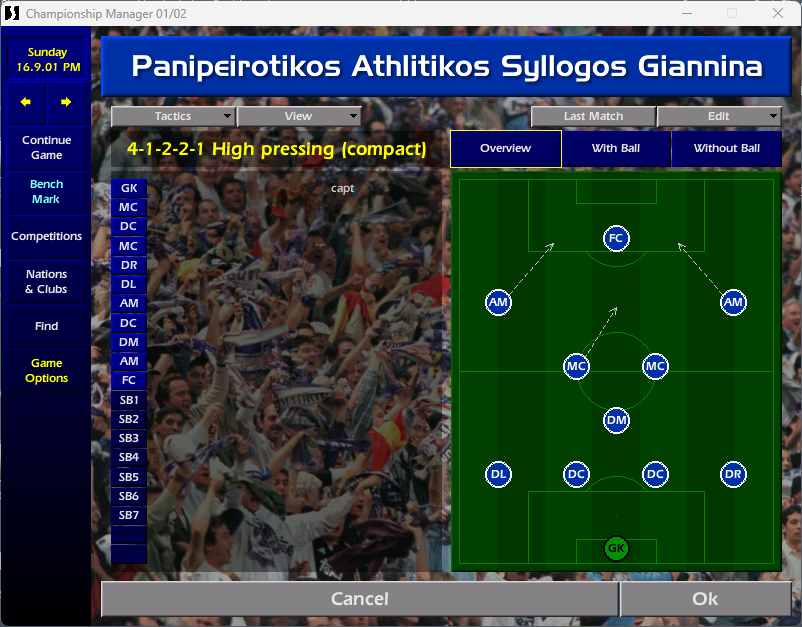 Championship Manager 01/02
Sunday
16.9.01 PM
Panipeirotikos Athlitikos Syllogos Giannina
Continue
Game
Bench
Mark
Competitions
Nations
& Clubs
Find
Game
Options
Tactics
View
Last Match
Edit
4-1-2-2-1 High pressing (compact)
Overview
With Ball
Without Ball
GK capt
MC
DC
MC
DR
DL
AM
DC
DM
AM
FC
SB1
SB2
SB3
SB4
SB5
SB6
SB7
FC
AM AM
MC MC
DM
DL DC DC DR
GK
Cancel
Ok